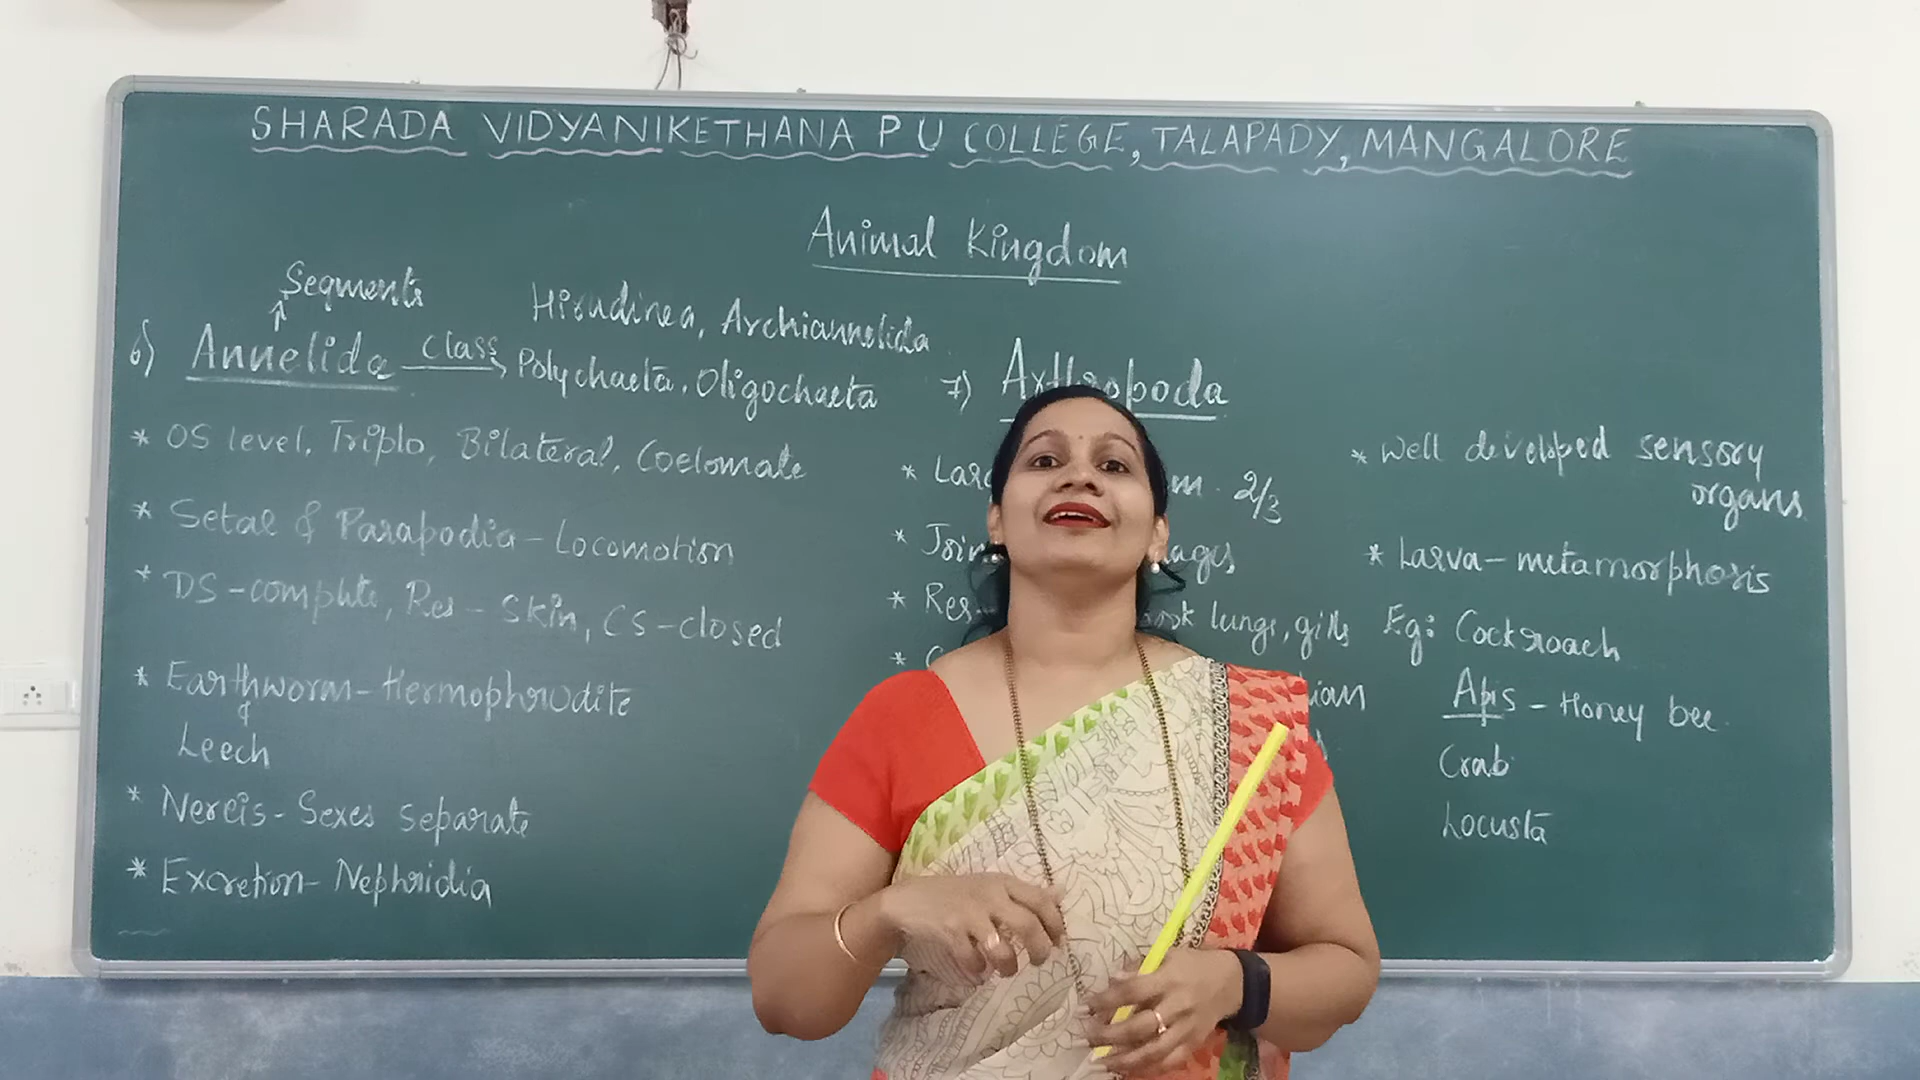 SHARADA VIDYANIKETHANA P U COLLEGE, TALAPADY, MANGALORE
Animal Kingdom
Segments
6) Annelida class Hirudinea, Archiannelida
Polychaeta, Oligochaeta
* OS level, Triplo, Bilateral, Coelomate
* Setae & Parapodia - Locomotion
* DS - complete, Res - Skin, CS - closed
* Earthworm - Hermophrodite
&
Leech
* Nereis - Sexes separate
* Excretion - Nephridia
7) Arthropoda
* 2/3
*
* Res lungs, gills
*
* Well developed sensory
organs
* Larva - metamorphosis
Eg: Cockroach
Apis - Honey bee
Crab
Locusta